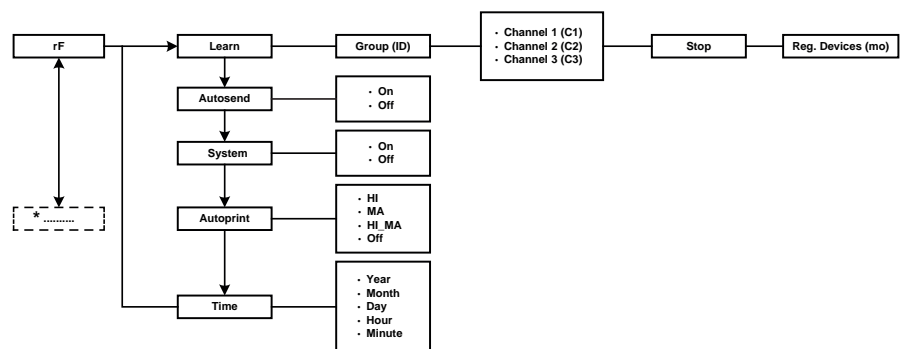 rF
Learn
Group (ID)
· Channel 1 (C1)
· Channel 2 (C2)
· Channel 3 (C3)
Stop
Reg. Devices (mo)
Autosend
· On
· Off
System
· On
· Off
* ..........
Autoprint
· HI
· MA
· HI_MA
· Off
Time
· Year
· Month
· Day
· Hour
· Minute